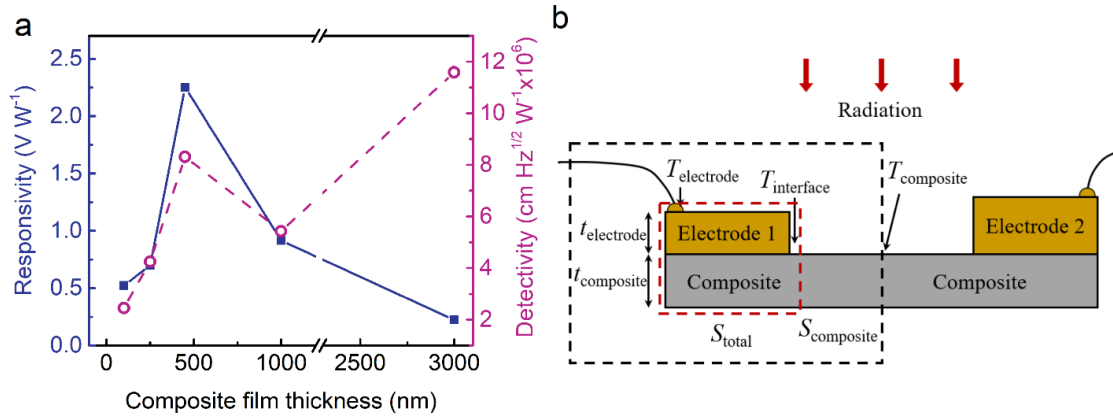 a
2.5
2.0
1.5
1.0
0.5
0.0
Responsivity (V W⁻¹)
12
10
8
6
4
2
Detectivity (cm Hz^1/2 W⁻¹x10⁶)
0 500 1000 2500 3000
Composite film thickness (nm)
b
Radiation
T_electrode
T_interface
T_composite
t_electrode
Electrode 1
Electrode 2
t_composite
Composite
Composite
S_total
S_composite